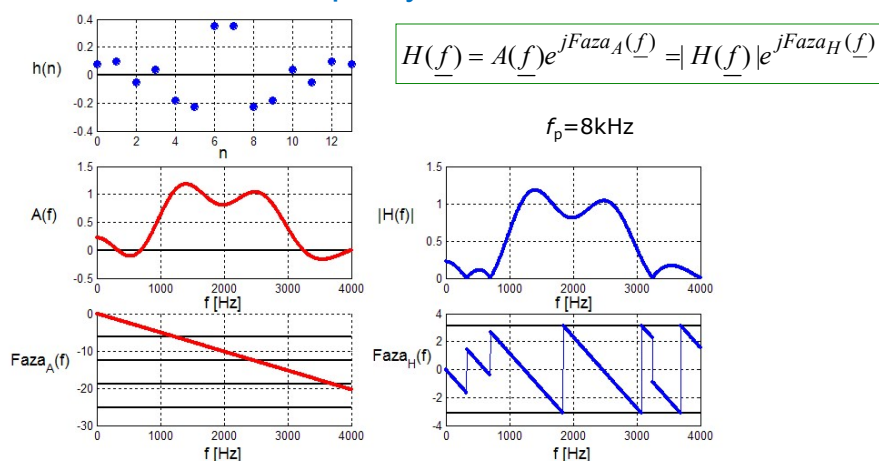 H(f) = A(f)e^{jFaza_A(f)} =| H(f) |e^{jFaza_H(f)}
f_p=8kHz
0.4
0.2
0
-0.2
-0.4
h(n)
0 2 4 6 8 10 12
n
1.5
1
0.5
0
-0.5
A(f)
0 1000 2000 3000 4000
f [Hz]
1.5
1
0.5
0
|H(f)|
0 1000 2000 3000 4000
f [Hz]
0
-10
-20
-30
Faza_A(f)
0 1000 2000 3000 4000
f [Hz]
4
2
0
-2
-4
Faza_H(f)
0 1000 2000 3000 4000
f [Hz]